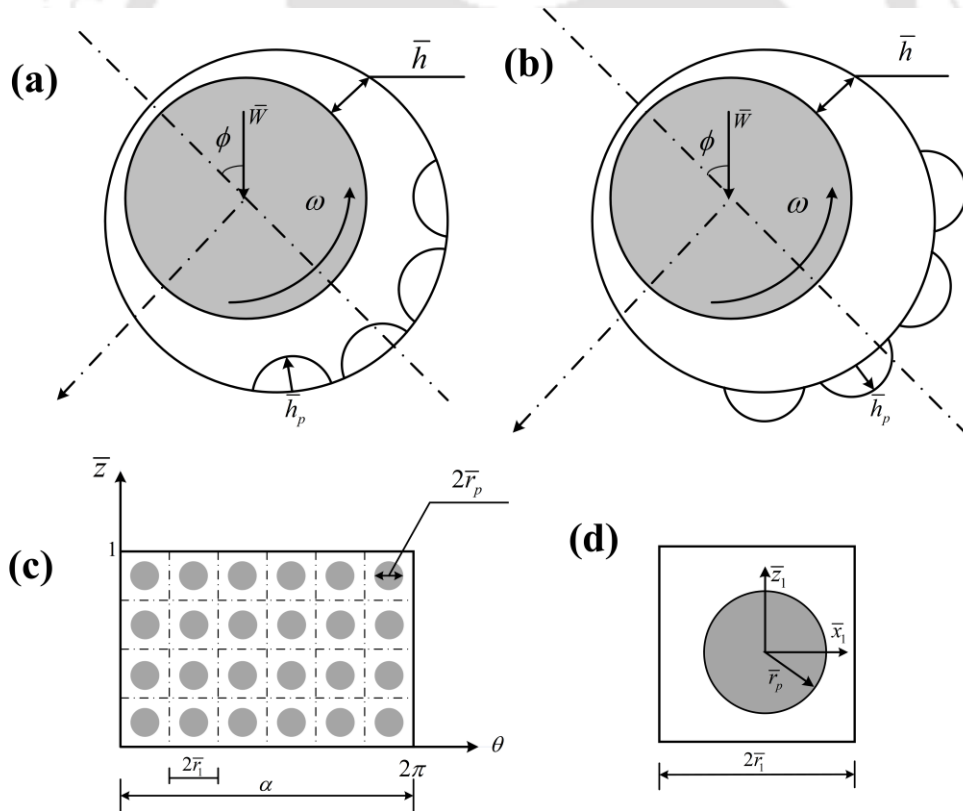 (a)
h̄
W̄
ϕ
ω
h̄ₚ
(b)
h̄
W̄
ϕ
ω
h̄ₚ
(c)
z̄
1
2r̄ₚ
2r̄₁
α
2π
θ
(d)
z̄₁
x̄₁
r̄ₚ
2r̄₁